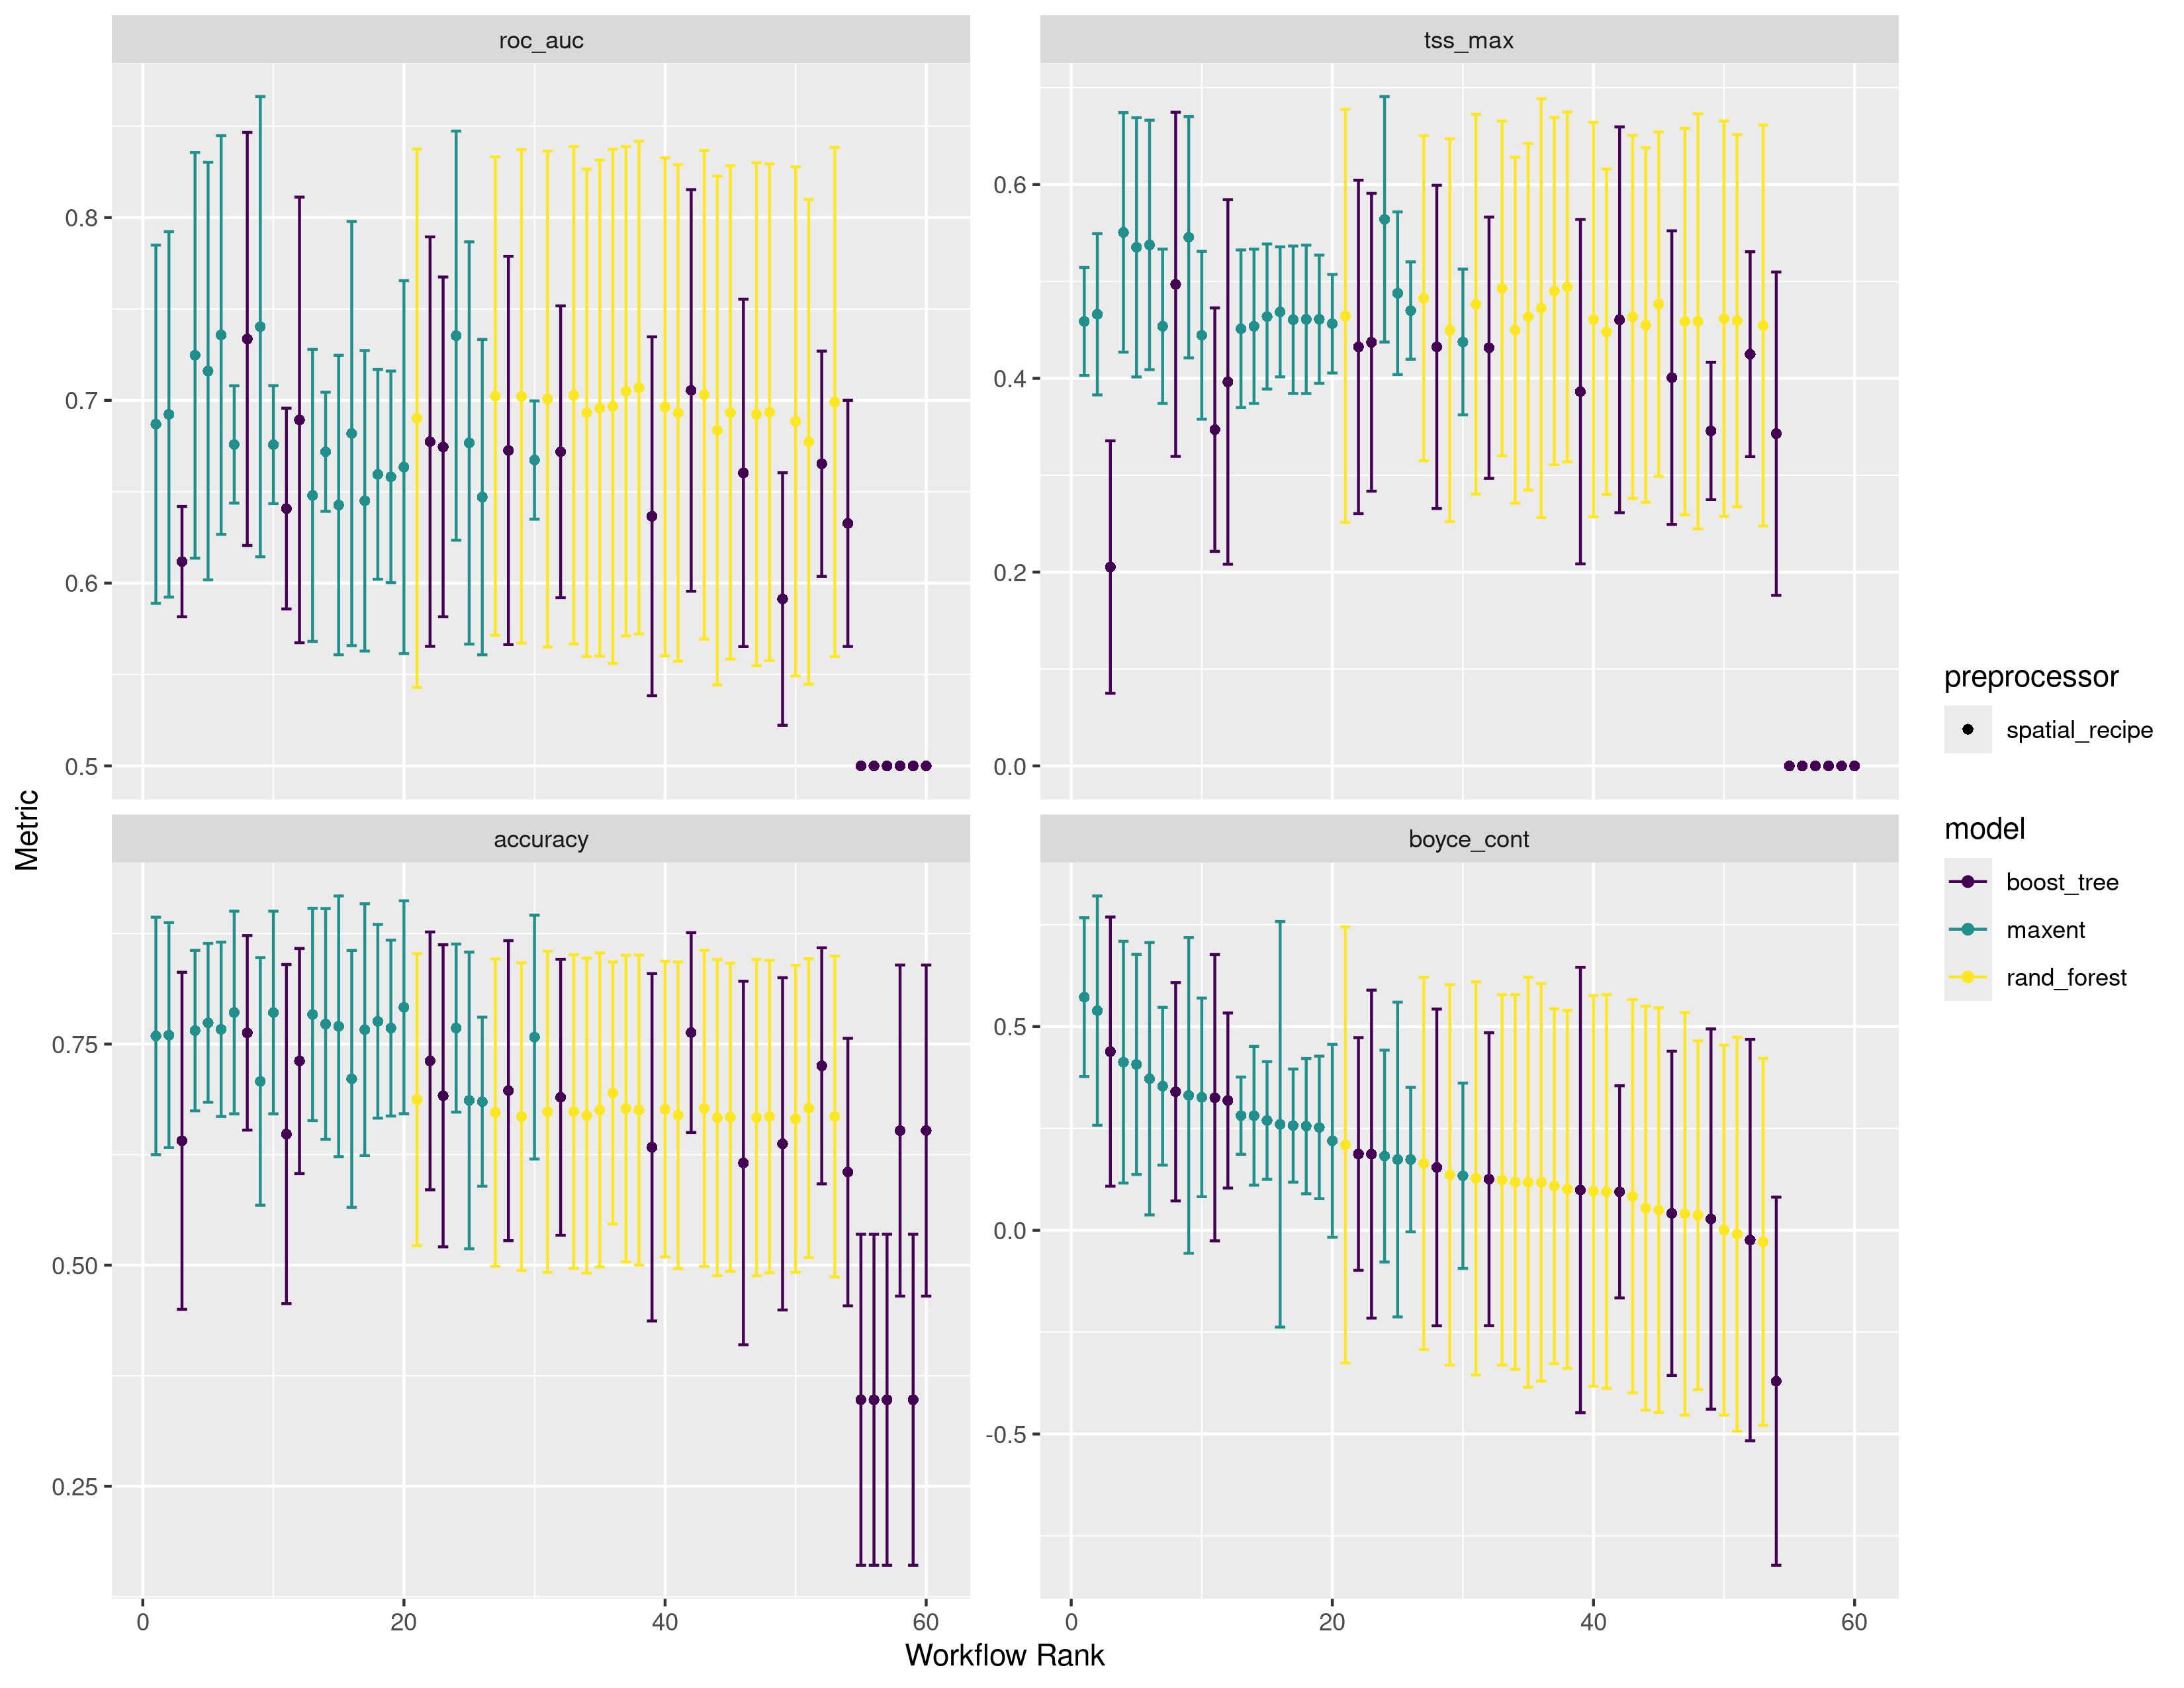 roc_auc
tss_max
0.8
0.7
0.6
0.5
0.6
0.4
0.2
0.0
accuracy
boyce_cont
0.75
0.50
0.25
0.5
0.0
-0.5
0
20
40
60
0
20
40
60
Workflow Rank
Metric
preprocessor
spatial_recipe
model
boost_tree
maxent
rand_forest